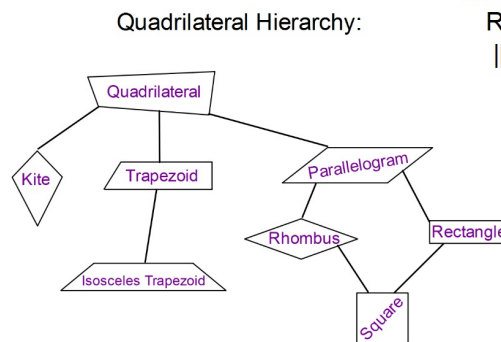 Quadrilateral Hierarchy:
R
Quadrilateral
Kite
Trapezoid
Parallelogram
Rhombus
Rectangle
Isosceles Trapezoid
Square